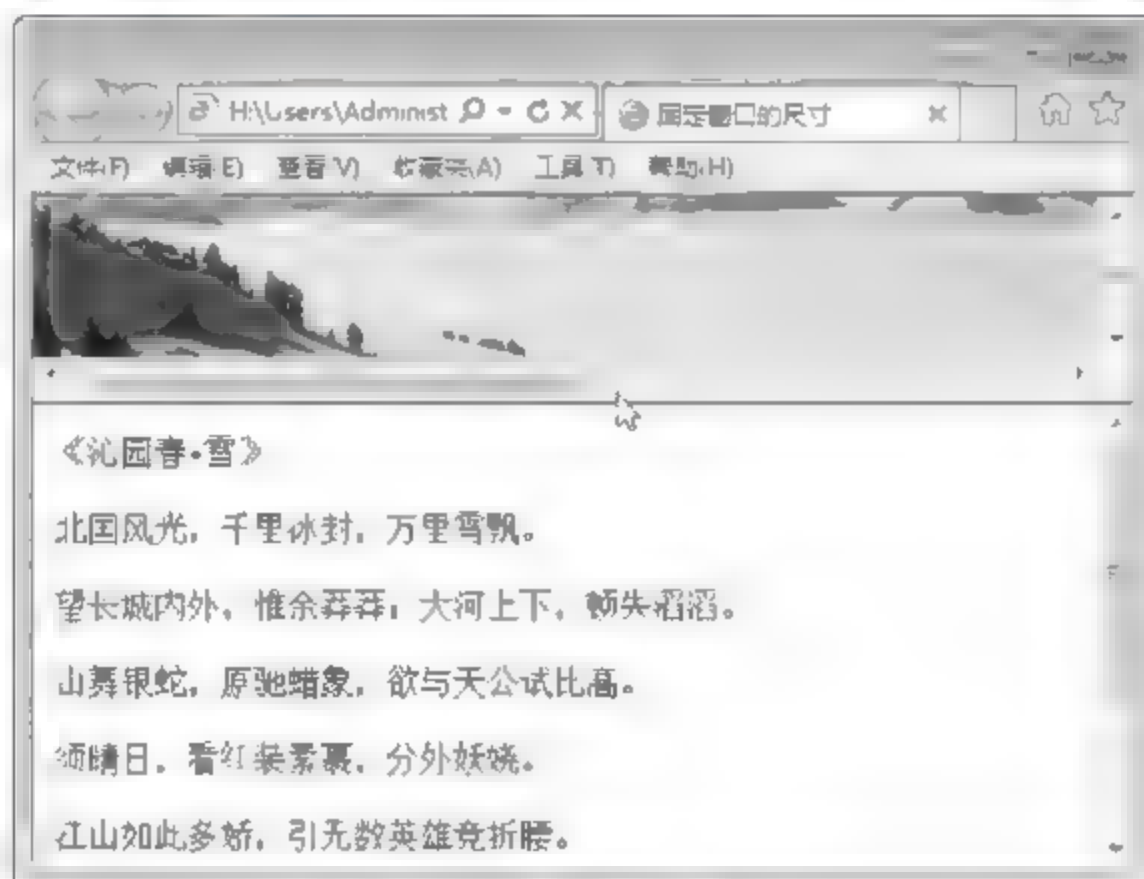 H:\Users\Administ
固定窗口的尺寸
文件(F) 编辑(E) 查看(V) 收藏夹(A) 工具(T) 帮助(H)
《沁园春·雪》
北国风光，千里冰封，万里雪飘。
望长城内外，惟余莽莽；大河上下，顿失滔滔。
山舞银蛇，原驰蜡象，欲与天公试比高。
须晴日，看红装素裹，分外妖娆。
江山如此多娇，引无数英雄竞折腰。